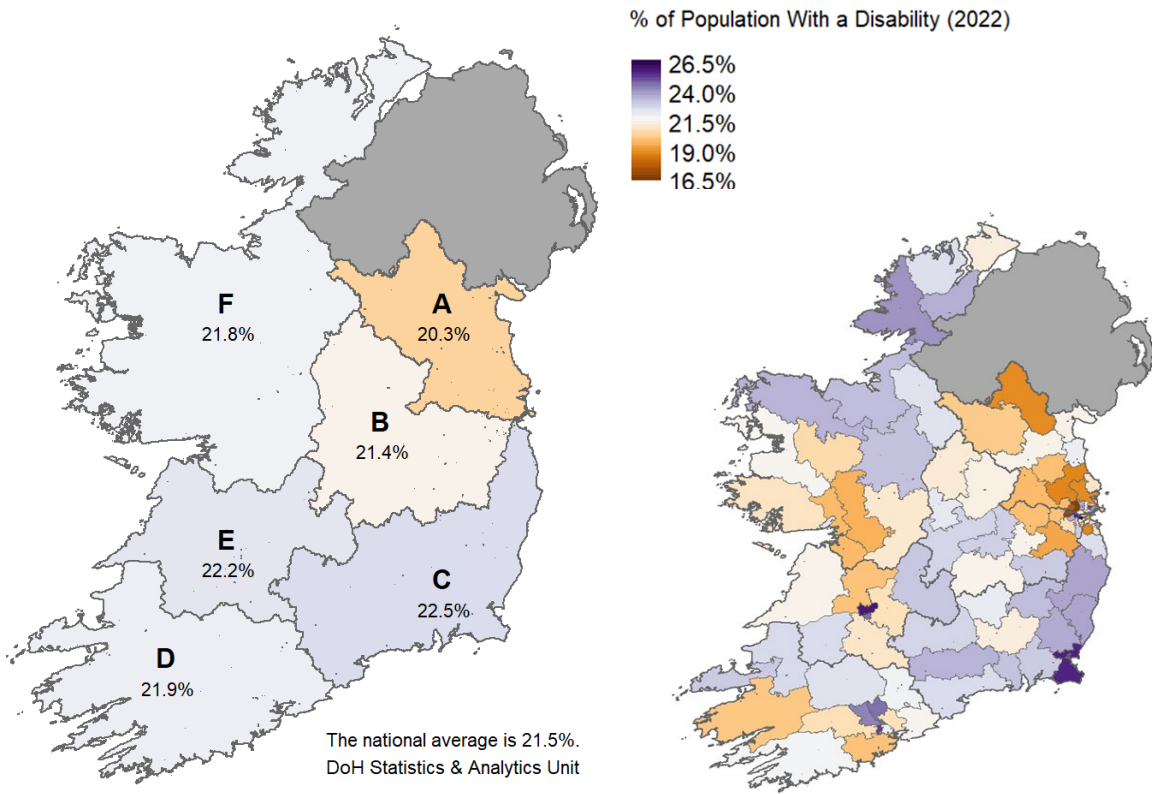 % of Population With a Disability (2022)
26.5%
24.0%
21.5%
19.0%
16.5%
F
21.8%
A
20.3%
B
21.4%
E
22.2%
C
22.5%
D
21.9%
The national average is 21.5%.
DoH Statistics & Analytics Unit